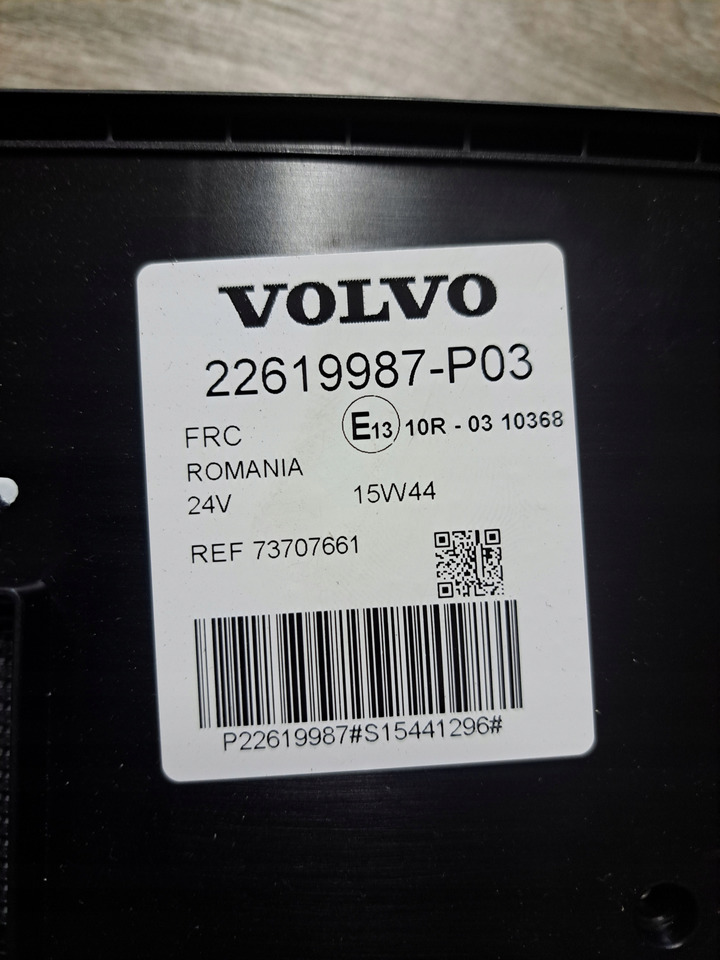 VOLVO
22619987-P03
FRC
E13 10R - 03 10368
ROMANIA
24V 15W44
REF 73707661
P22619987#S15441296#